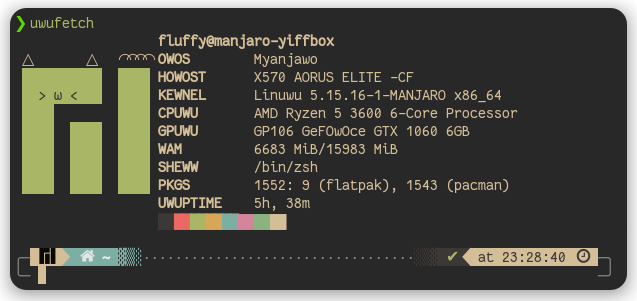 ❯ uwufetch
fluffy@manjaro-yiffbox
OWOS Myanjawo
HOWOST X570 AORUS ELITE -CF
KEWNEL Linuwu 5.15.16-1-MANJARO x86_64
CPUWU AMD Ryzen 5 3600 6-Core Processor
GPUWU GP106 GeFOwOce GTX 1060 6GB
WAM 6683 MiB/15983 MiB
SHEWW /bin/zsh
PKGS 1552: 9 (flatpak), 1543 (pacman)
UWUPTIME 5h, 38m
> ω <
~ ✔ at 23:28:40